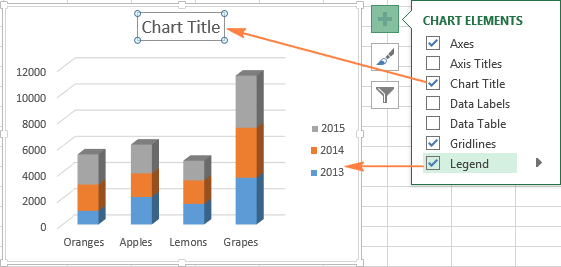 Chart Title
12000
10000
8000
6000
4000
2000
0
Oranges Apples Lemons Grapes
2015
2014
2013
CHART ELEMENTS
Axes
Axis Titles
Chart Title
Data Labels
Data Table
Gridlines
Legend